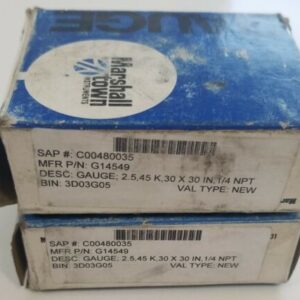 GAUGE
Marshall
town
INSTRUMENTS
SAP #: C00480035
MFR P/N: G14549
DESC: GAUGE; 2.5,45 K,30 X 30 IN,1/4 NPT
BIN: 3D03G05 VAL TYPE: NEW
SAP #: C00480035
MFR P/N: G14549
DESC: GAUGE; 2.5,45 K,30 X 30 IN,1/4 NPT
BIN: 3D03G05 VAL TYPE: NEW